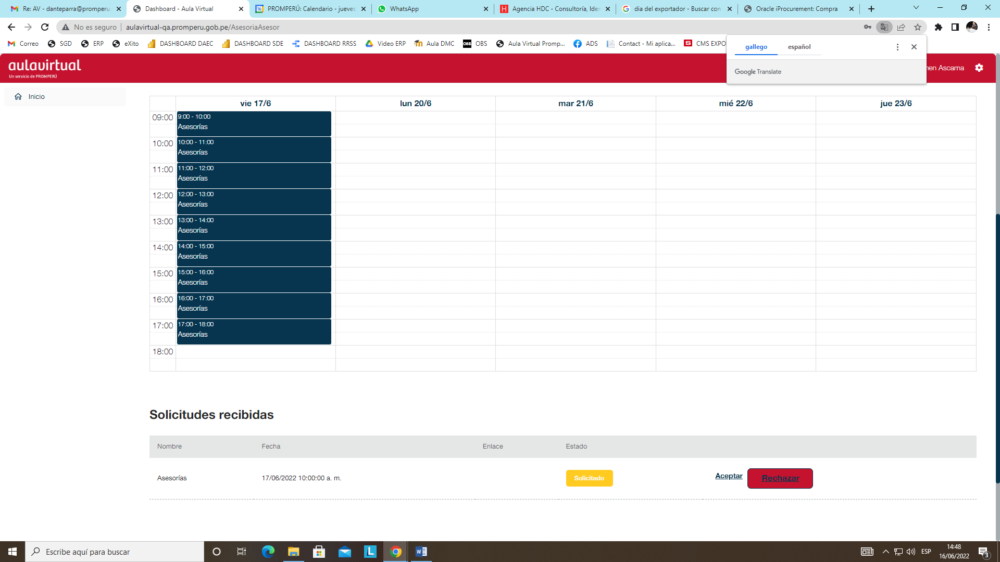 Re: AV - danteparra@promperu.
Dashboard - Aula Virtual
PROMPERÚ: Calendario - jueves
WhatsApp
Agencia HDC - Consultoría, Iden
día del exportador - Buscar con
Oracle iProcurement: Compra
No es seguro
aulavirtual-qa.promperu.gob.pe/AsesoriaAsesor
Correo
SGD
ERP
eXito
DASHBOARD DAEC
DASHBOARD SDE
DASHBOARD RRSS
Video ERP
Aula DMC
OBS
Aula Virtual Promp...
ADS
Contact - Mi aplica...
CMS EXPO
gallego
español
Google Translate
aulavirtual
Un servicio de PROMPERÚ
men Ascama
Inicio
vie 17/6
lun 20/6
mar 21/6
mié 22/6
jue 23/6
09:00
9:00 - 10:00
Asesorías
10:00
10:00 - 11:00
Asesorías
11:00
11:00 - 12:00
Asesorías
12:00
12:00 - 13:00
Asesorías
13:00
13:00 - 14:00
Asesorías
14:00
14:00 - 15:00
Asesorías
15:00
15:00 - 16:00
Asesorías
16:00
16:00 - 17:00
Asesorías
17:00
17:00 - 18:00
Asesorías
18:00
Solicitudes recibidas
Nombre
Fecha
Enlace
Estado
Asesorías
17/06/2022 10:00:00 a. m.
Solicitado
Aceptar
Rechazar
Escribe aquí para buscar
ESP
14:48
16/06/2022
3